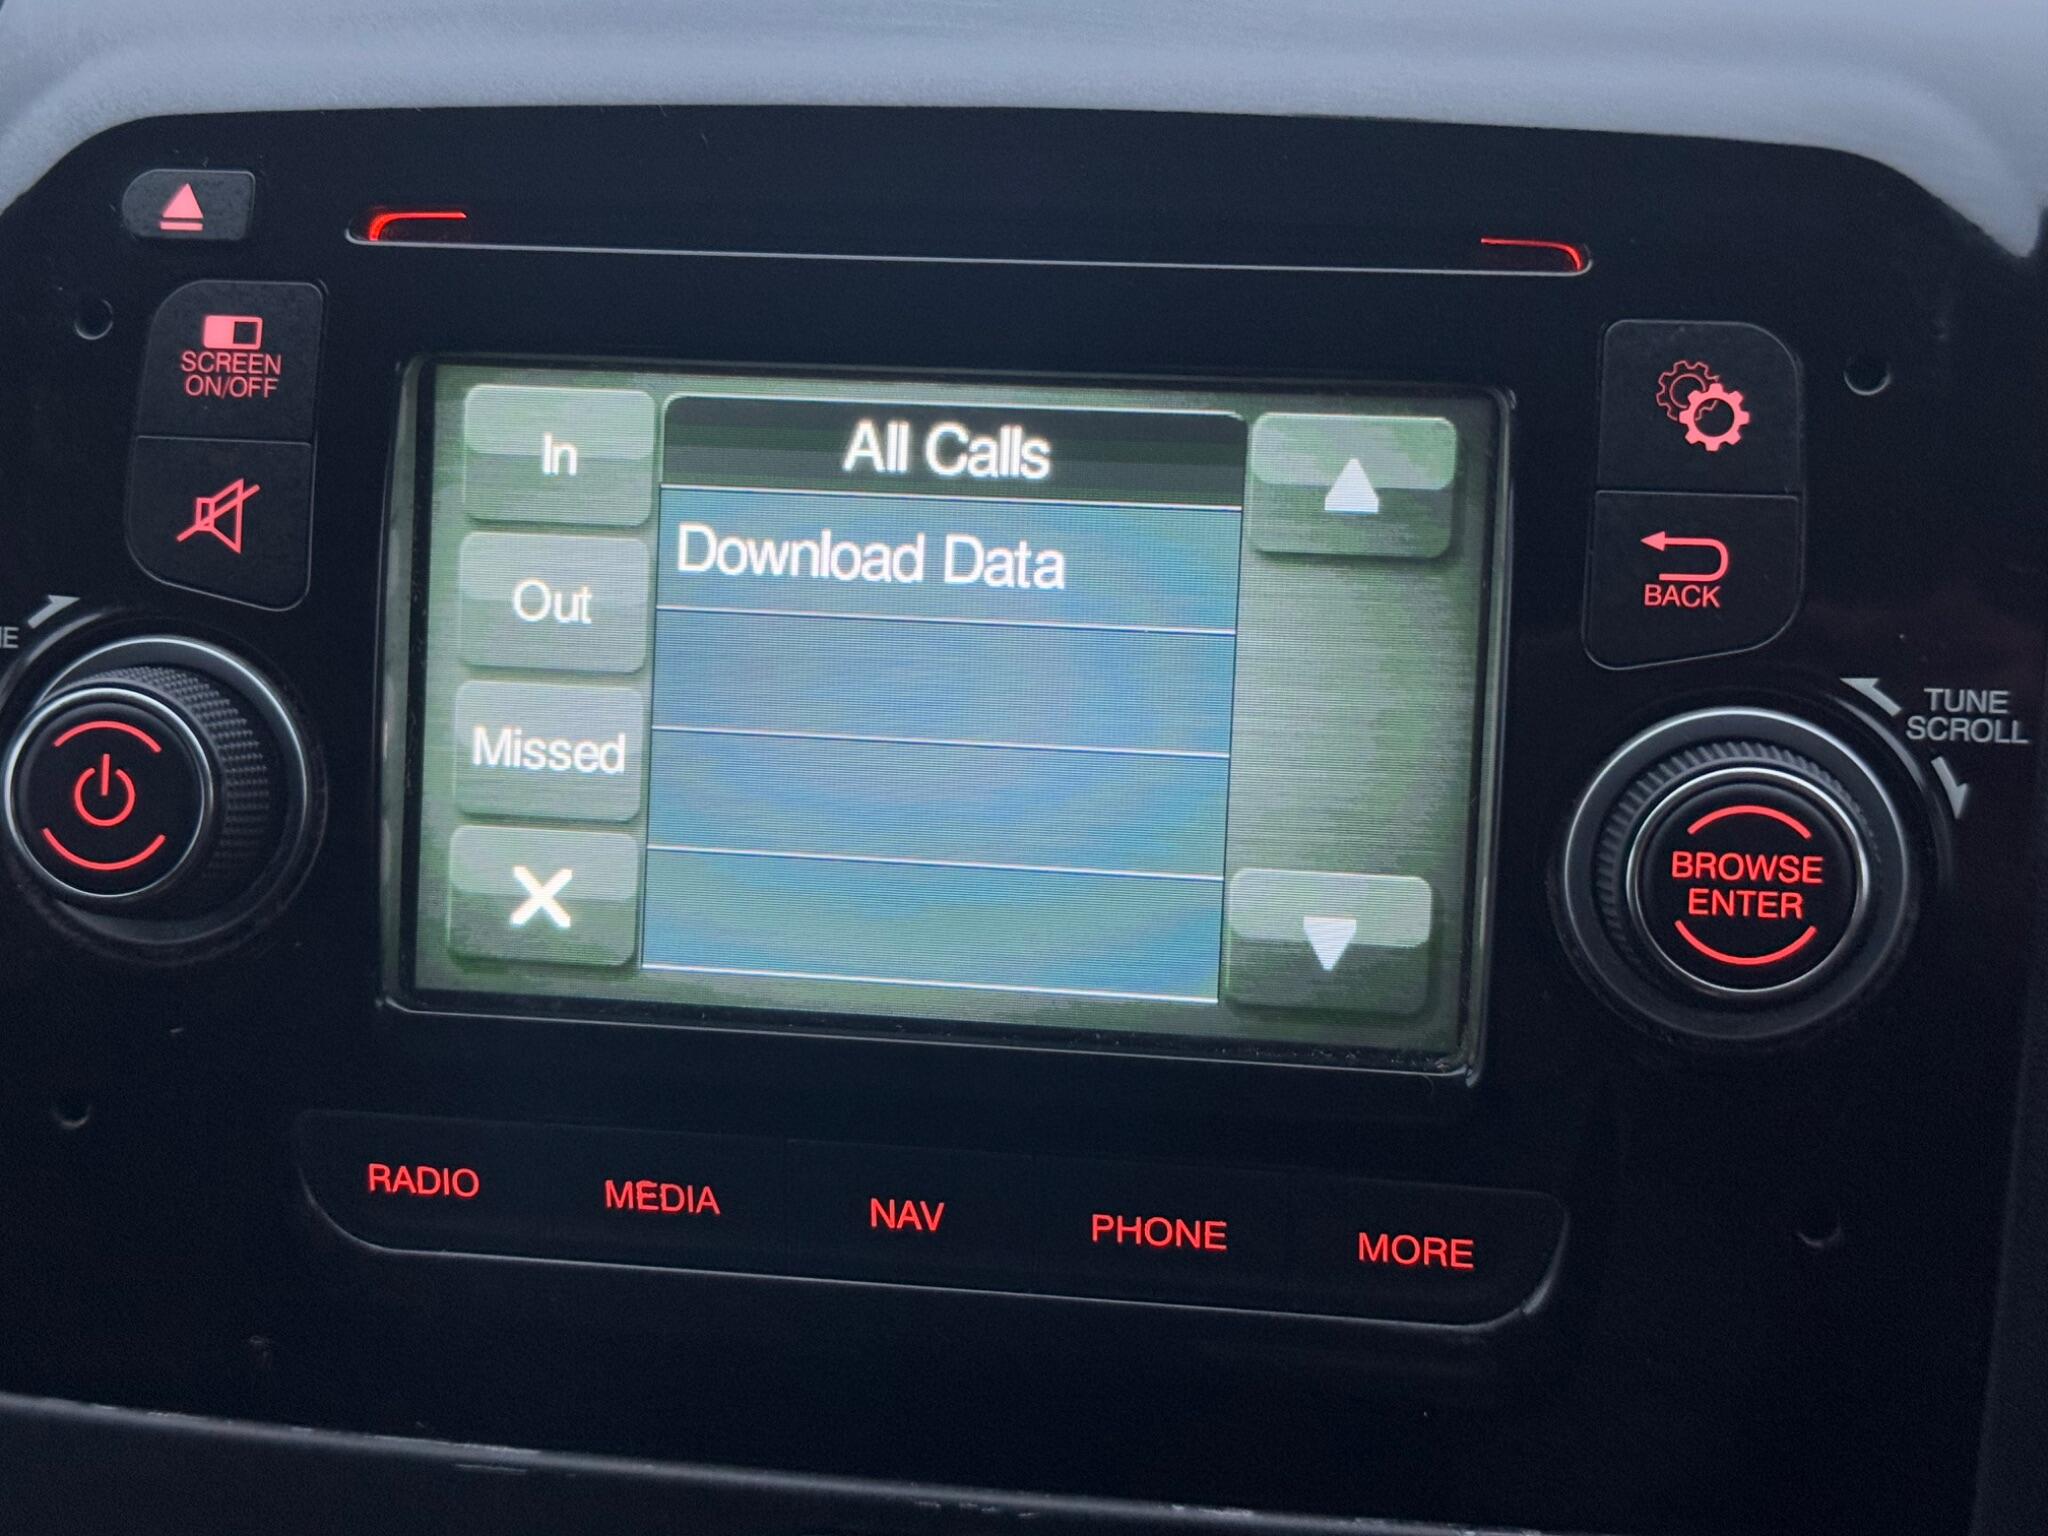 SCREEN
ON/OFF
In
Out
Missed
All Calls
Download Data
BACK
TUNE
SCROLL
BROWSE
ENTER
RADIO
MEDIA
NAV
PHONE
MORE